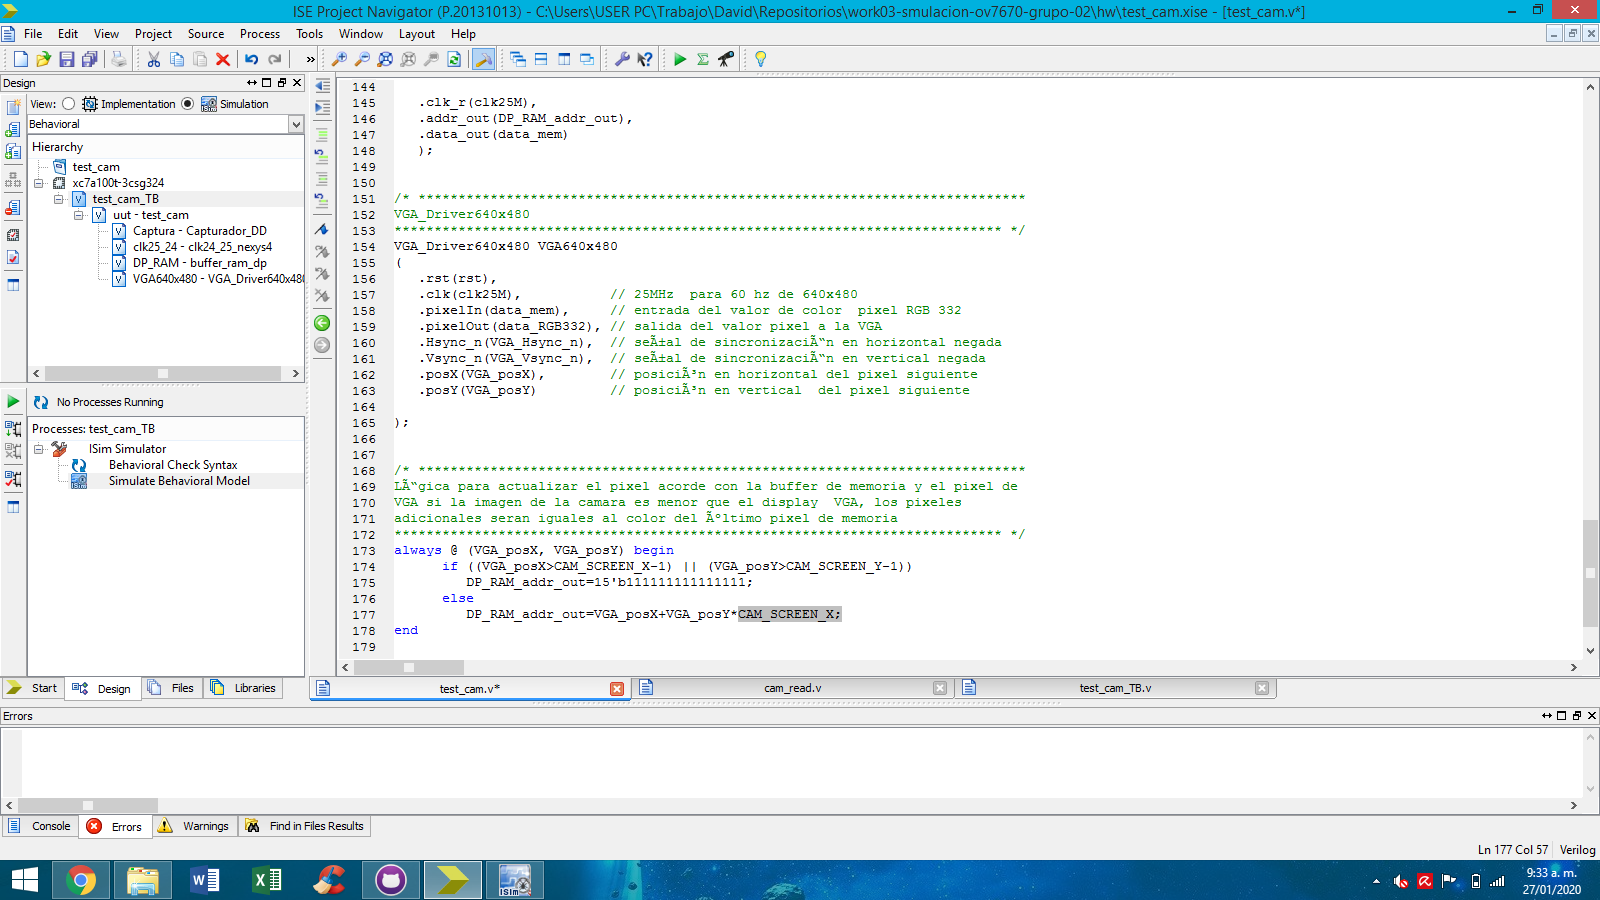 ISE Project Navigator (P.20131013) - C:\Users\USER PC\Trabajo\David\Repositorios\work03-smulacion-ov7670-grupo-02\hw\test_cam.xise - [test_cam.v*]
File Edit View Project Source Process Tools Window Layout Help
»
Design
View: Implementation Simulation
Behavioral
Hierarchy
test_cam
xc7a100t-3csg324
test_cam_TB
uut - test_cam
Captura - Capturador_DD
clk25_24 - clk24_25_nexys4
DP_RAM - buffer_ram_dp
VGA640x480 - VGA_Driver640x480
No Processes Running
Processes: test_cam_TB
ISim Simulator
Behavioral Check Syntax
Simulate Behavioral Model
Start Design Files Libraries
144
145 .clk_r(clk25M),
146 .addr_out(DP_RAM_addr_out),
147 .data_out(data_mem)
148 );
149
150
151 /* ****************************************************************************
152 VGA_Driver640x480
153 **************************************************************************** */
154 VGA_Driver640x480 VGA640x480
155 (
156 .rst(rst),
157 .clk(clk25M), // 25MHz  para 60 hz de 640x480
158 .pixelIn(data_mem), // entrada del valor de color  pixel RGB 332
159 .pixelOut(data_RGB332), // salida del valor pixel a la VGA
160 .Hsync_n(VGA_Hsync_n), // seÃ±al de sincronizaciÃ“n en horizontal negada
161 .Vsync_n(VGA_Vsync_n), // seÃ±al de sincronizaciÃ“n en vertical negada
162 .posX(VGA_posX), // posiciÃ³n en horizontal del pixel siguiente
163 .posY(VGA_posY) // posiciÃ³n en vertical  del pixel siguiente
164
165 );
166
167
168 /* ****************************************************************************
169 LÃ“gica para actualizar el pixel acorde con la buffer de memoria y el pixel de
170 VGA si la imagen de la camara es menor que el display  VGA, los pixeles
171 adicionales seran iguales al color del Ãºltimo pixel de memoria
172 **************************************************************************** */
173 always @ (VGA_posX, VGA_posY) begin
174 if ((VGA_posX>CAM_SCREEN_X-1) || (VGA_posY>CAM_SCREEN_Y-1))
175 DP_RAM_addr_out=15'b111111111111111;
176 else
177 DP_RAM_addr_out=VGA_posX+VGA_posY*CAM_SCREEN_X;
178 end
179
test_cam.v* cam_read.v test_cam_TB.v
Errors
Console Errors Warnings Find in Files Results
Ln 177 Col 57 Verilog
ISim
9:33 a. m.
27/01/2020